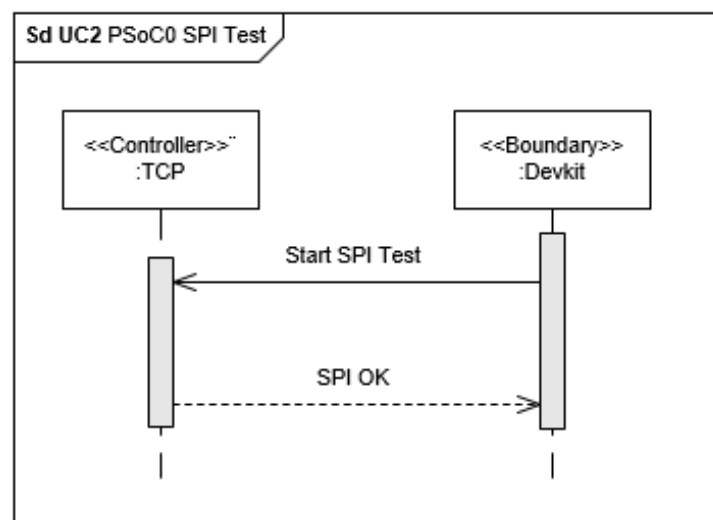 Sd UC2 PSoC0 SPI Test
<<Controller>>¨
:TCP
<<Boundary>>
:Devkit
Start SPI Test
SPI OK